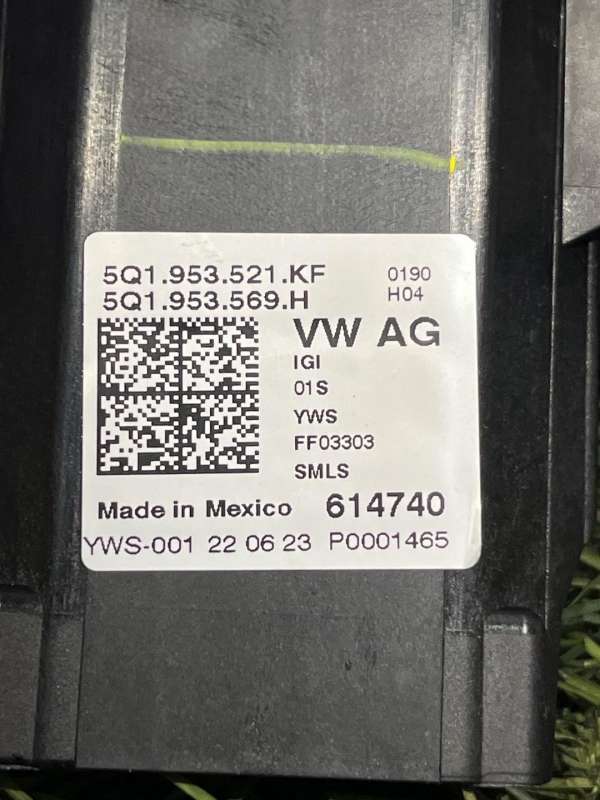 5Q1.953.521.KF 0190
5Q1.953.569.H H04
VW AG
IGI
01S
YWS
FF03303
SMLS
Made in Mexico 614740
YWS-001 22 06 23 P0001465